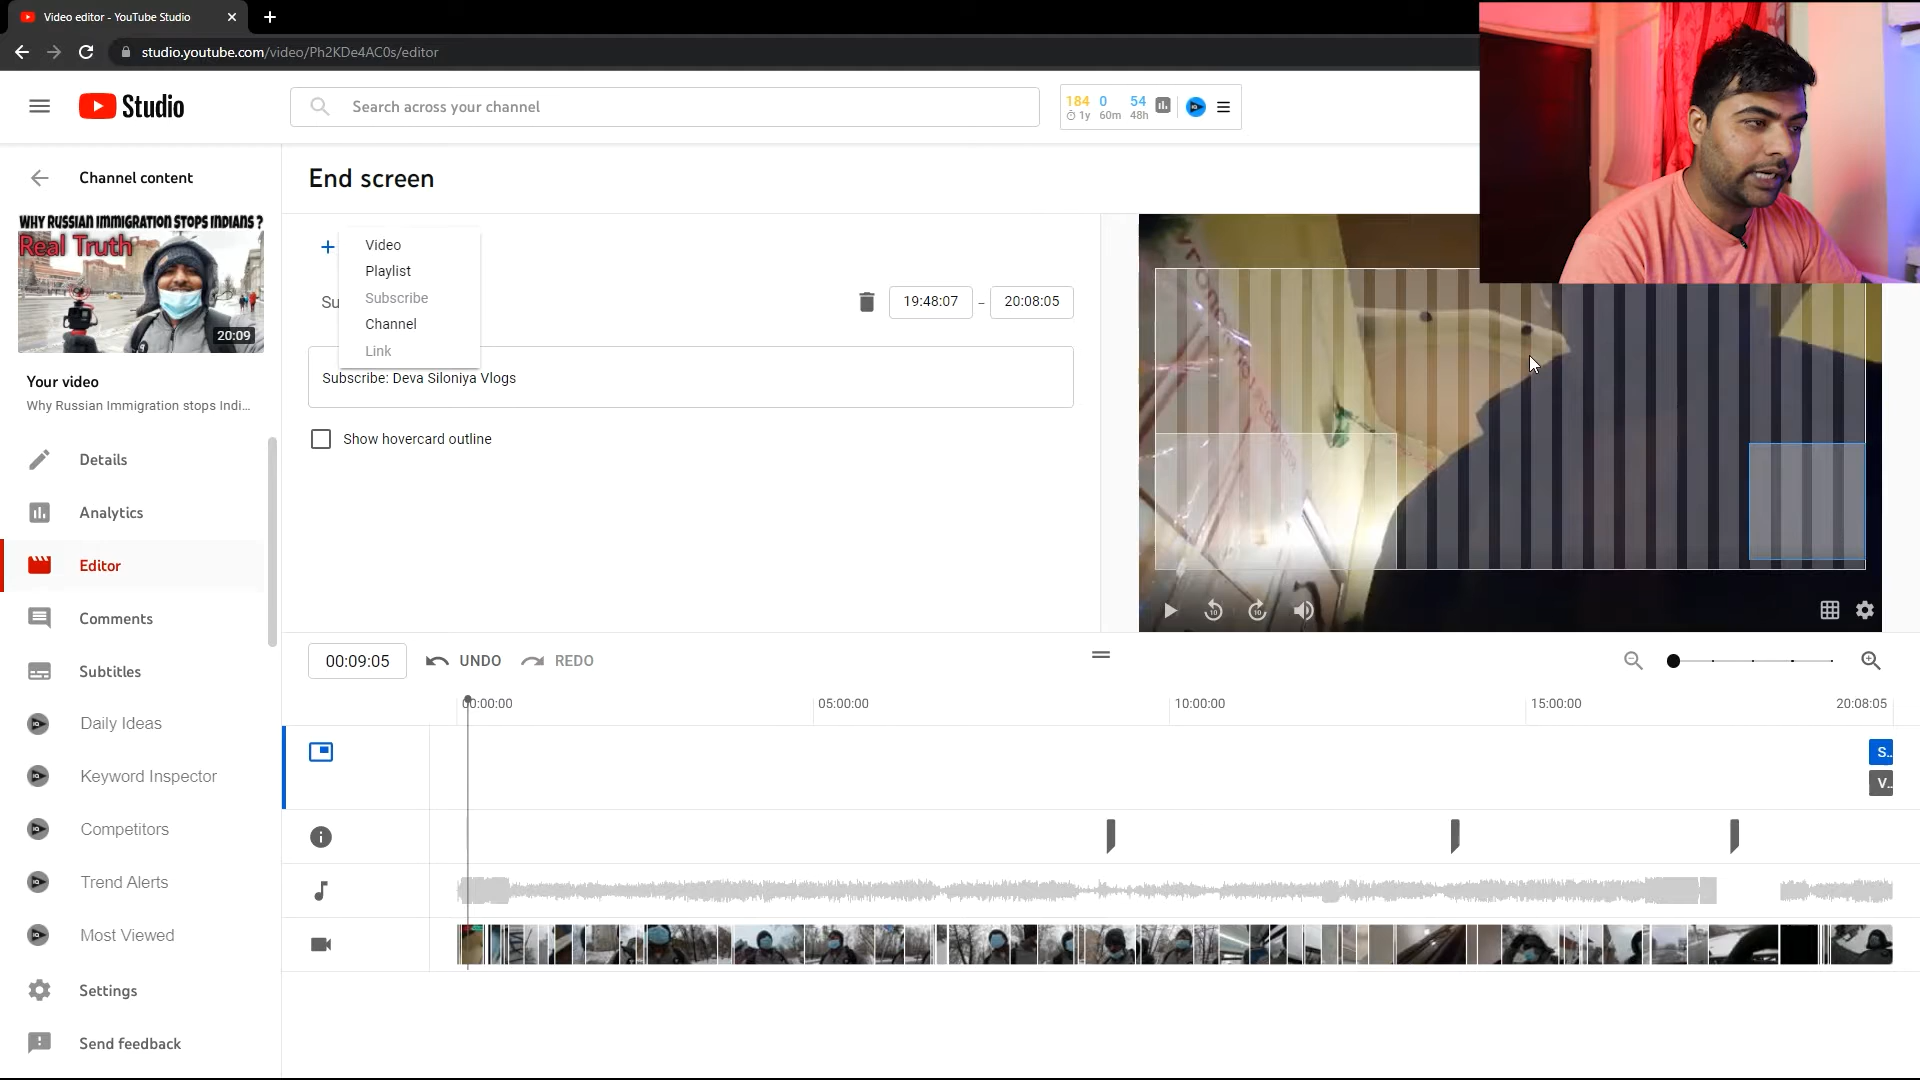 Video editor - YouTube Studio
studio.youtube.com/video/Ph2KDe4AC0s/editor
Studio
Search across your channel
184 0 54
1y 60m 48h
Channel content
End screen
WHY RUSSIAN IMMIGRATION STOPS INDIANS ?
Real Truth
20:09
Video
Playlist
Su
Subscribe
Channel
Link
19:48:07 – 20:08:05
Subscribe: Deva Siloniya Vlogs
Show hovercard outline
Your video
Why Russian Immigration stops Indi...
Details
Analytics
Editor
Comments
Subtitles
Daily Ideas
Keyword Inspector
Competitors
Trend Alerts
Most Viewed
Settings
Send feedback
10
10
00:09:05
UNDO
REDO
00:00:00
05:00:00
10:00:00
15:00:00
20:08:05
S..
V..